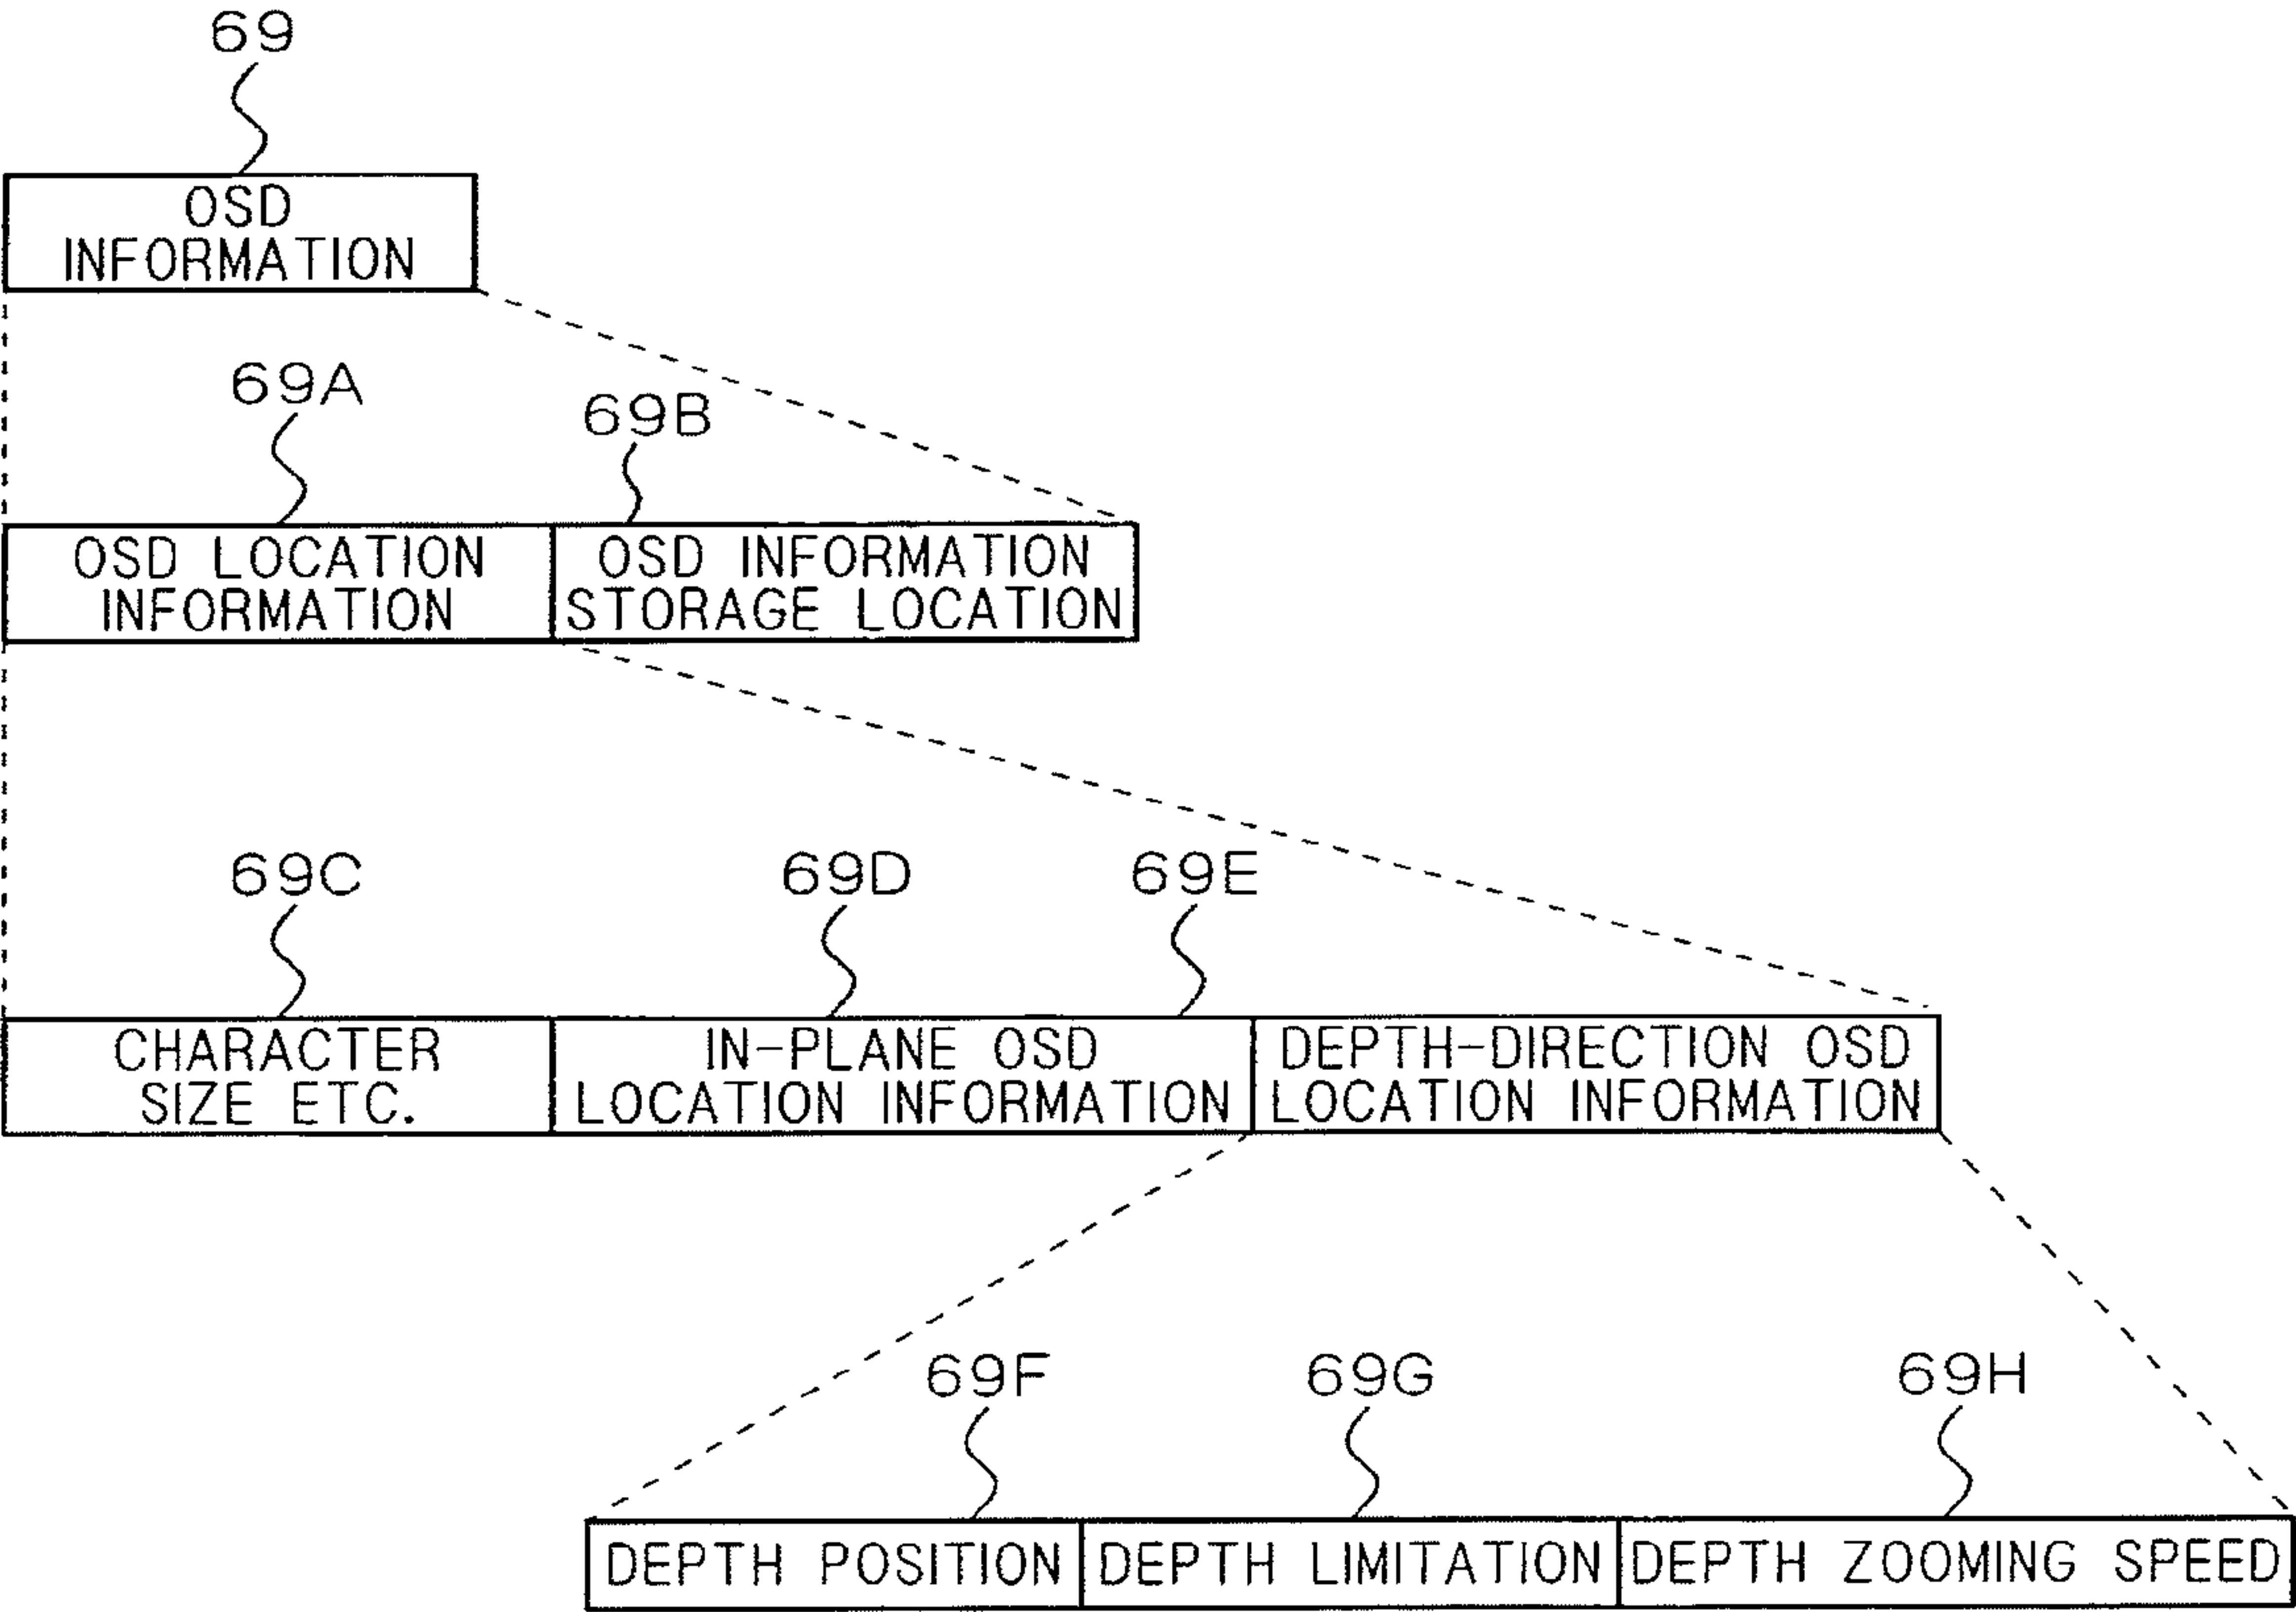 69
OSD
INFORMATION
69A
69B
OSD LOCATION
INFORMATION
OSD INFORMATION
STORAGE LOCATION
69C
69D
69E
CHARACTER
SIZE ETC.
IN-PLANE OSD
LOCATION INFORMATION
DEPTH-DIRECTION OSD
LOCATION INFORMATION
69F
69G
69H
DEPTH POSITION
DEPTH LIMITATION
DEPTH ZOOMING SPEED